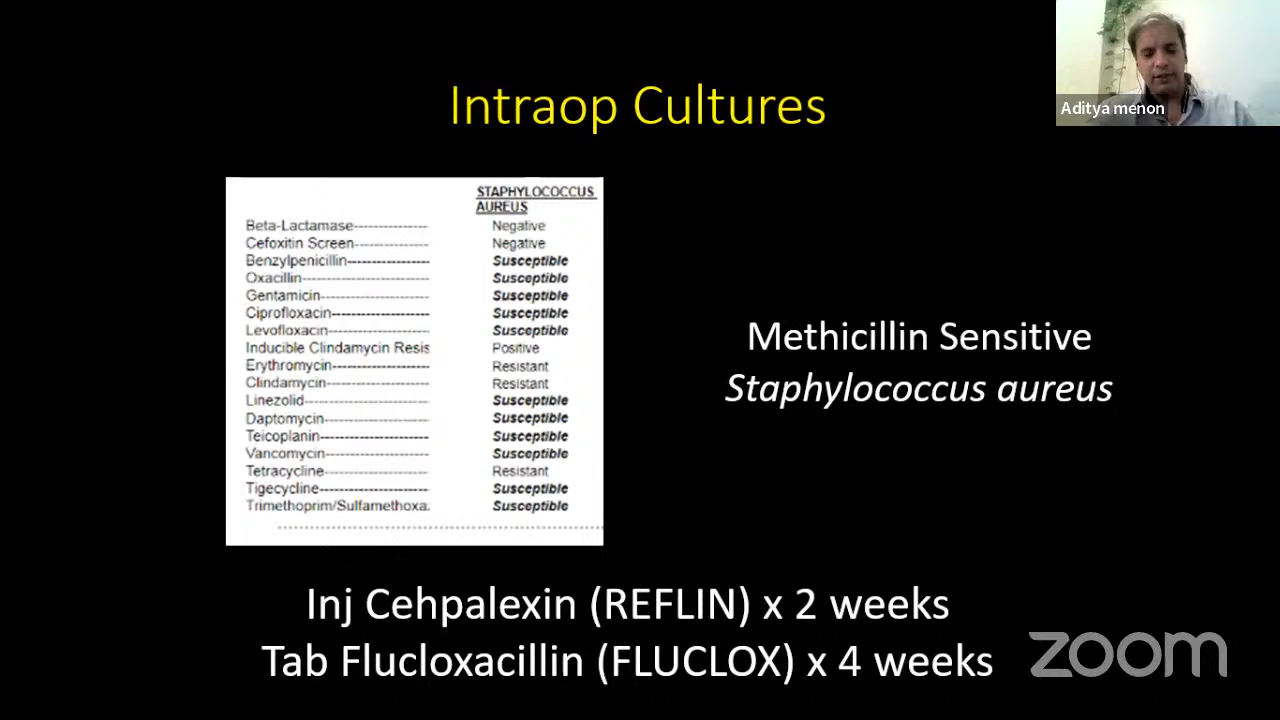 Intraop Cultures
Aditya menon
STAPHYLOCOCCUS
AUREUS
Beta-Lactamase--------------- Negative
Cefoxitin Screen--------------- Negative
Benzylpenicillin--------------- Susceptible
Oxacillin--------------- Susceptible
Gentamicin--------------- Susceptible
Ciprofloxacin--------------- Susceptible
Levofloxacin--------------- Susceptible
Inducible Clindamycin Resis Positive
Erythromycin--------------- Resistant
Clindamycin--------------- Resistant
Linezolid--------------- Susceptible
Daptomycin--------------- Susceptible
Teicoplanin--------------- Susceptible
Vancomycin--------------- Susceptible
Tetracycline--------------- Resistant
Tigecycline--------------- Susceptible
Trimethoprim/Sulfamethoxa. Susceptible
Methicillin Sensitive
Staphylococcus aureus
Inj Cehpalexin (REFLIN) x 2 weeks
Tab Flucloxacillin (FLUCLOX) x 4 weeks
zoom